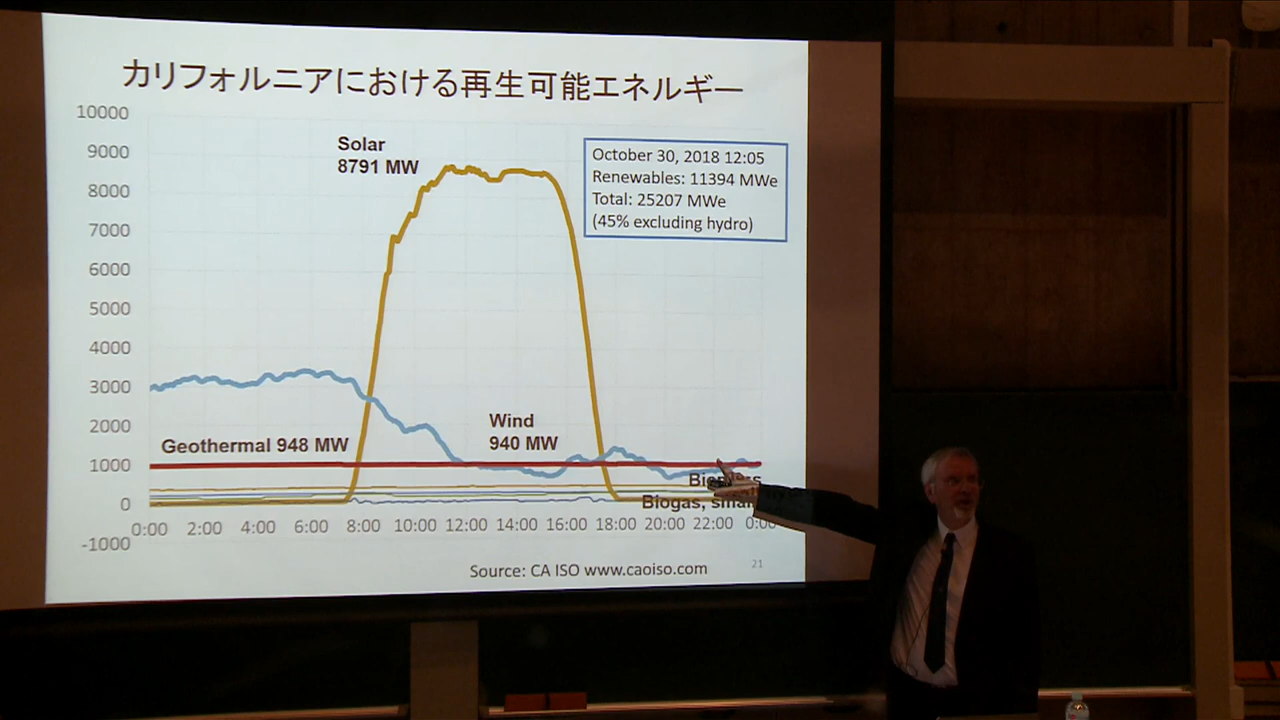 カリフォルニアにおける再生可能エネルギー
10000
9000
8000
7000
6000
5000
4000
3000
2000
1000
0
-1000
Solar
8791 MW
October 30, 2018 12:05
Renewables: 11394 MWe
Total: 25207 MWe
(45% excluding hydro)
Geothermal 948 MW
Wind
940 MW
Biogas,
0:00 2:00 4:00 6:00 8:00 10:00 12:00 14:00 16:00 18:00 20:00 22:00 0:00
Source: CA ISO www.caoiso.com
21